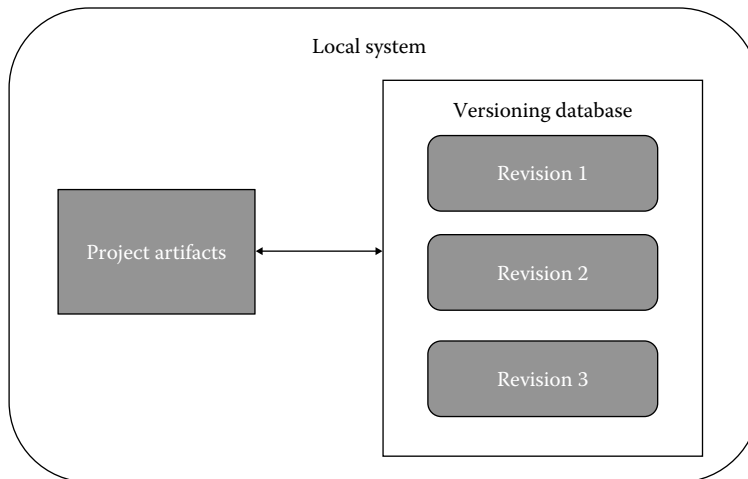 Local system
Versioning database
Revision 1
Project artifacts
Revision 2
Revision 3